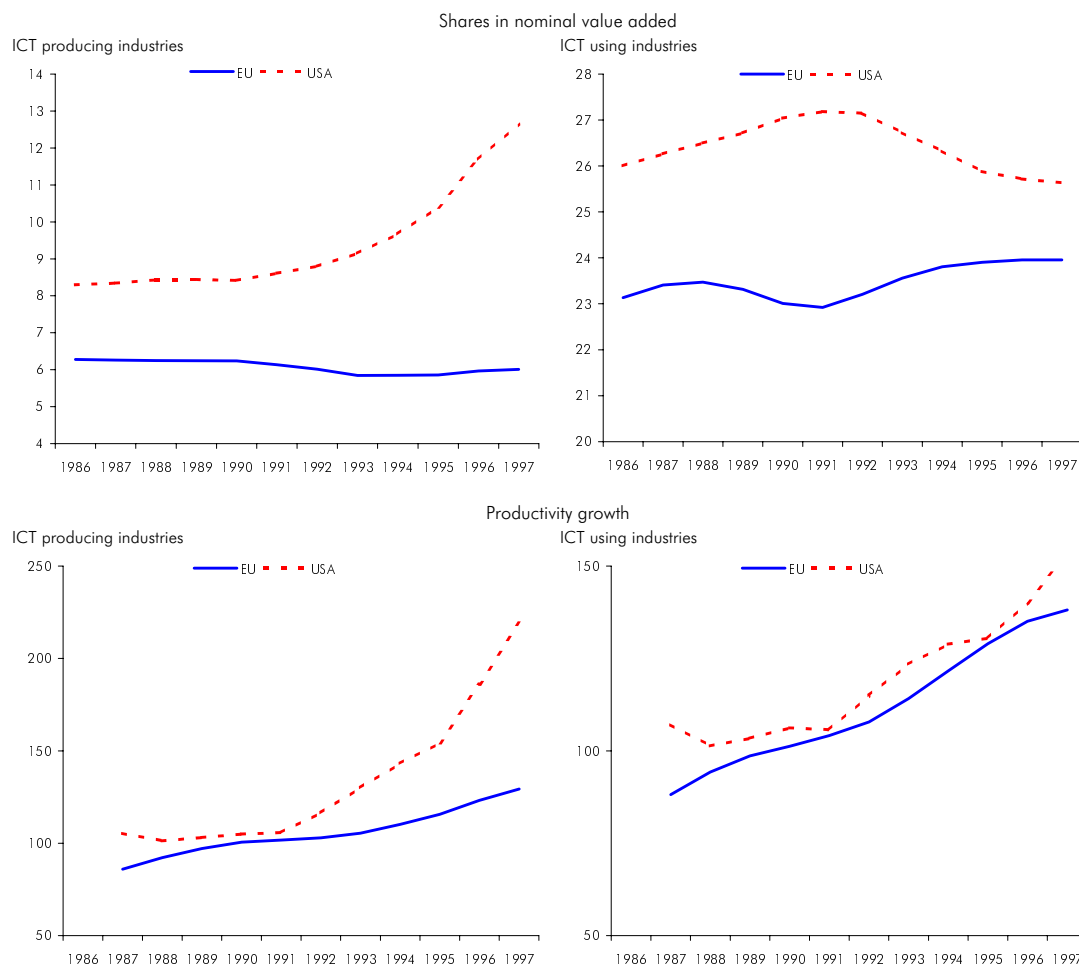 Shares in nominal value added
ICT producing industries
EU USA
14
13
12
11
10
9
8
7
6
5
4
1986 1987 1988 1989 1990 1991 1992 1993 1994 1995 1996 1997
ICT using industries
EU USA
28
27
26
25
24
23
22
21
20
1986 1987 1988 1989 1990 1991 1992 1993 1994 1995 1996 1997
Productivity growth
ICT producing industries
EU USA
250
200
150
100
50
1986 1987 1988 1989 1990 1991 1992 1993 1994 1995 1996 1997
ICT using industries
EU USA
150
100
50
1986 1987 1988 1989 1990 1991 1992 1993 1994 1995 1996 1997